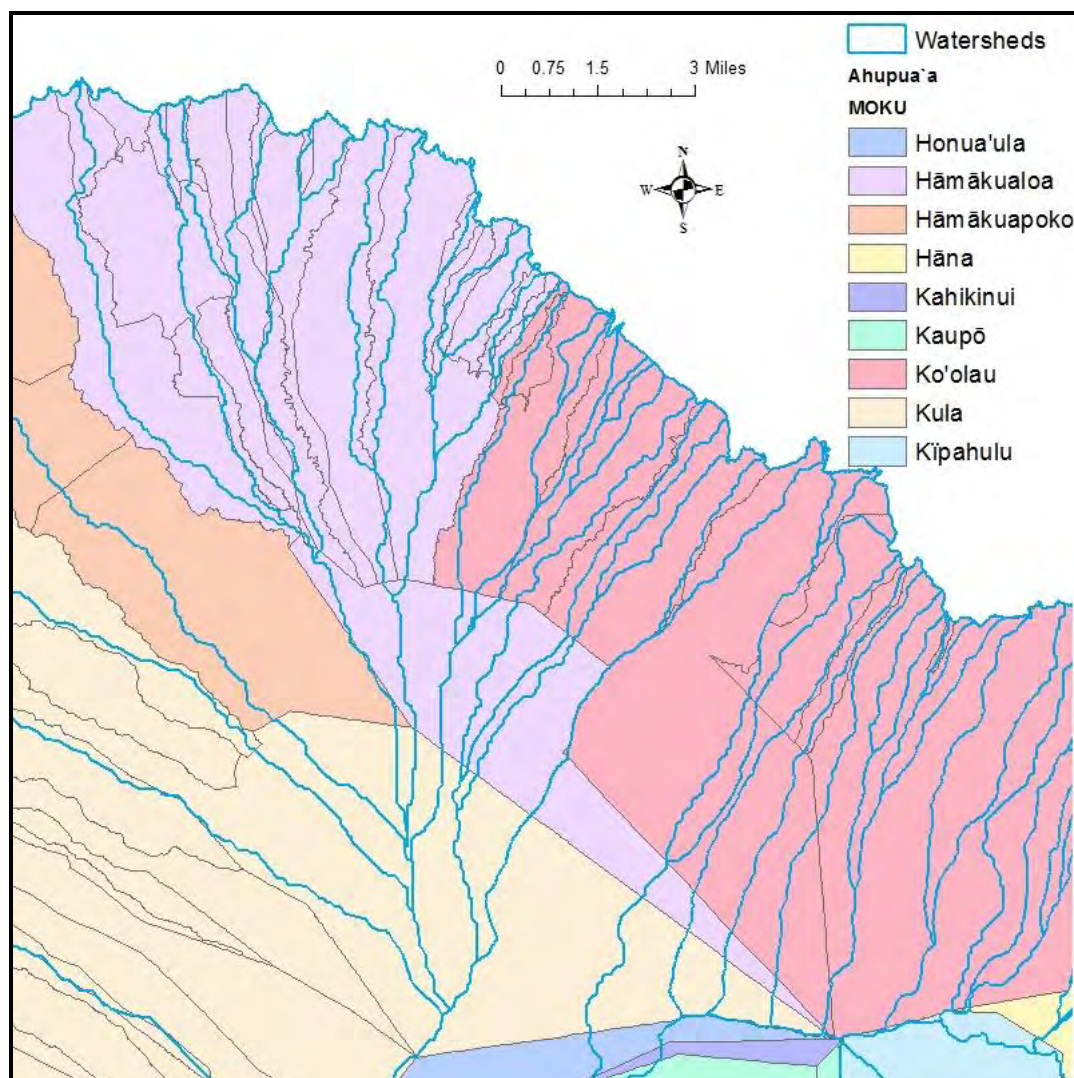 Watersheds
Ahupua`a
MOKU
Honua'ula
Hāmākualoa
Hāmākuapoko
Hāna
Kahikinui
Kaupō
Ko'olau
Kula
Kïpahulu
0 0.75 1.5 3 Miles
N
W E
S